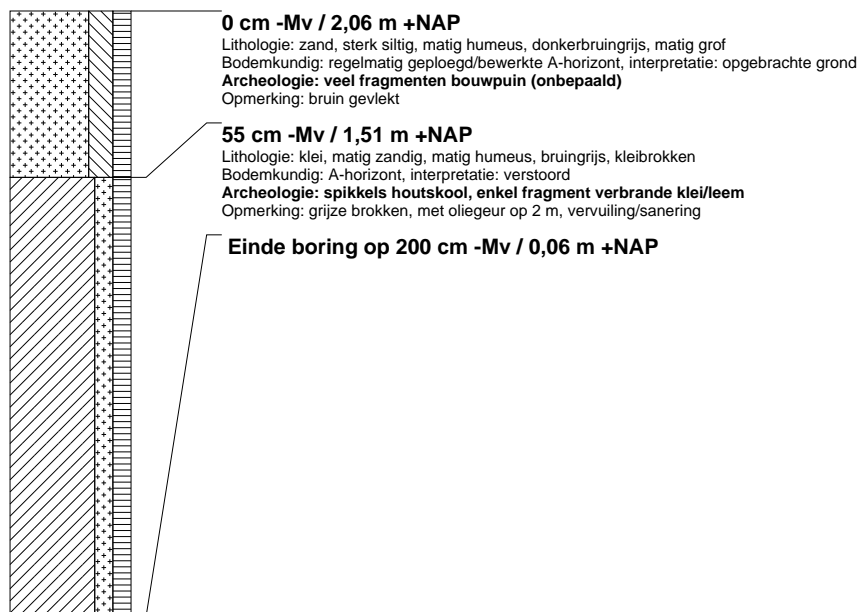 0 cm -Mv / 2,06 m +NAP
Lithologie: zand, sterk siltig, matig humeus, donkerbruingrijs, matig grof
Bodemkundig: regelmatig geploegd/bewerkte A-horizont, interpretatie: opgebrachte grond
Archeologie: veel fragmenten bouwpuin (onbepaald)
Opmerking: bruin gevlekt
55 cm -Mv / 1,51 m +NAP
Lithologie: klei, matig zandig, matig humeus, bruingrijs, kleibrokken
Bodemkundig: A-horizont, interpretatie: verstoord
Archeologie: spikkels houtskool, enkel fragment verbrande klei/leem
Opmerking: grijze brokken, met oliegeur op 2 m, vervuiling/sanering
Einde boring op 200 cm -Mv / 0,06 m +NAP